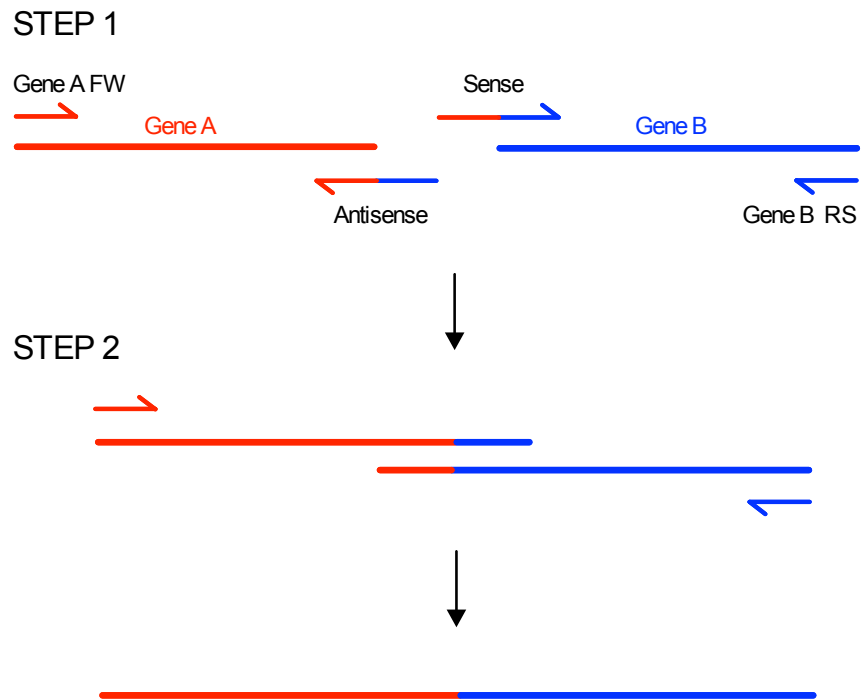 STEP 1
Gene A FW
Sense
Gene A
Gene B
Antisense
Gene B RS
STEP 2